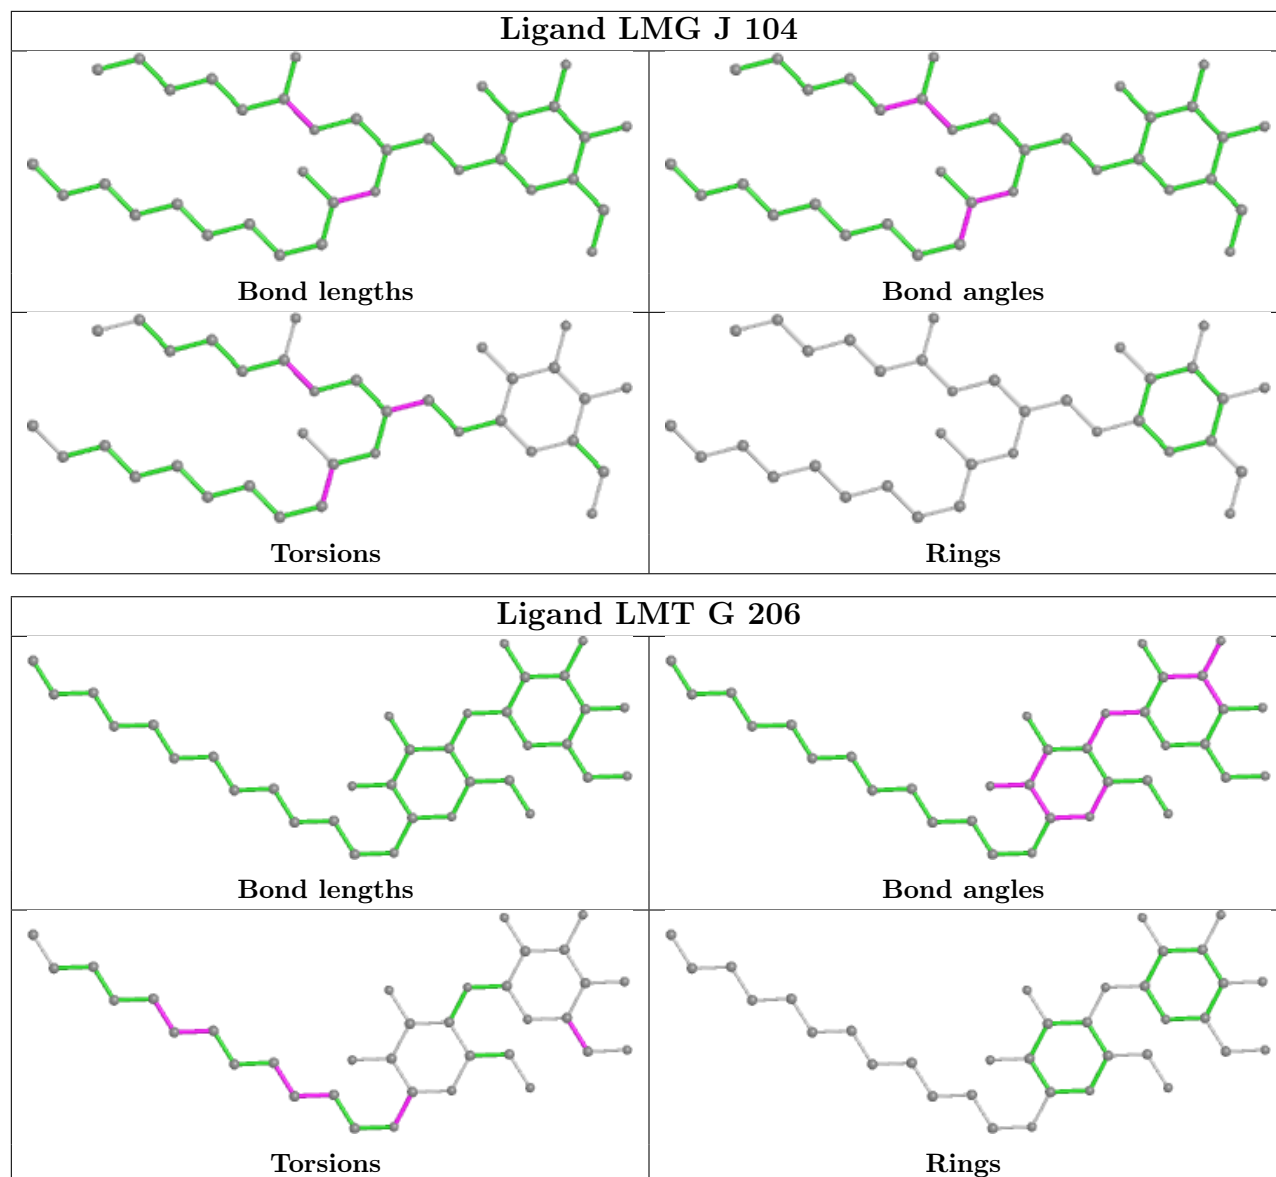 Ligand LMG J 104
Bond lengths
Bond angles
Torsions
Rings
Ligand LMT G 206
Bond lengths
Bond angles
Torsions
Rings